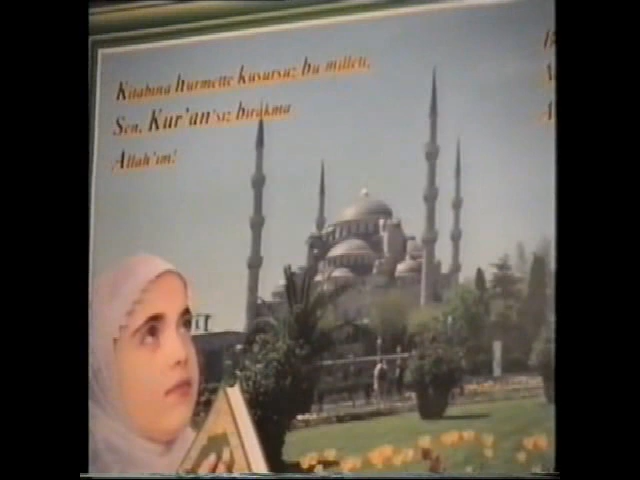 Kitabına hürmette kusursuz bu milleti,
Sen, Kur'an'sız bırakma
Allah'ım!